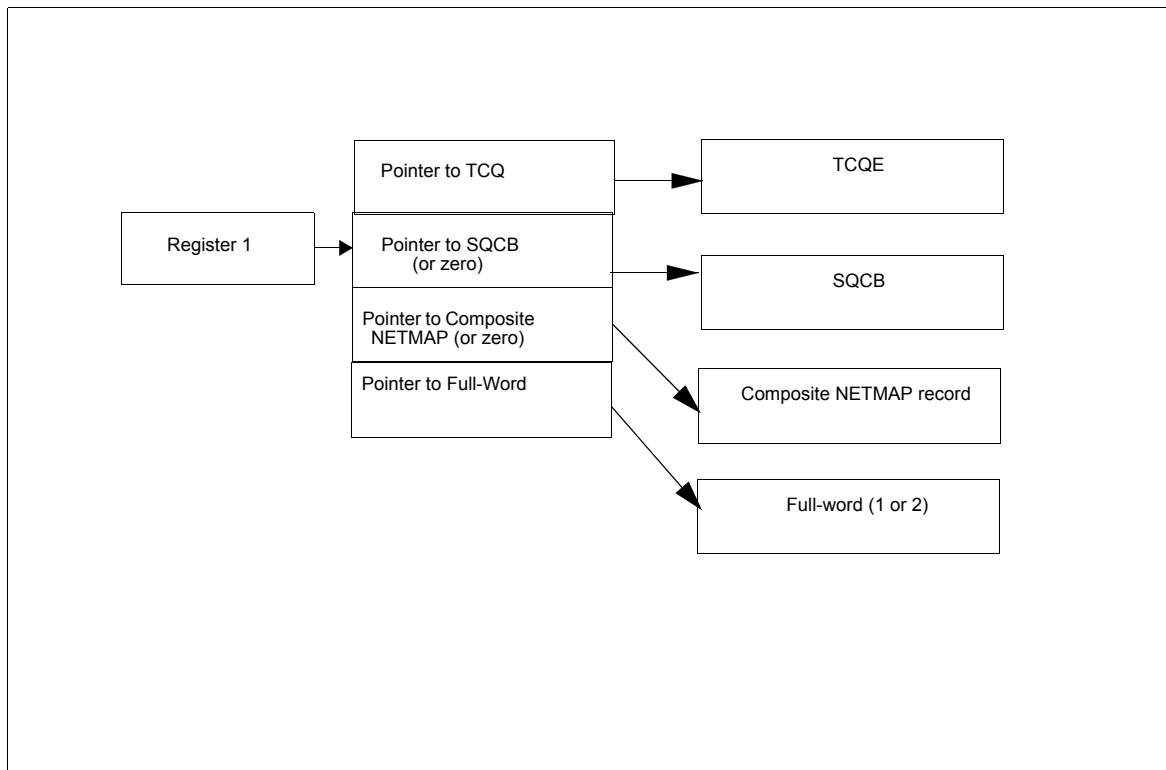 Pointer to TCQ
TCQE
Register 1
Pointer to SQCB
(or zero)
SQCB
Pointer to Composite
NETMAP (or zero)
Pointer to Full-Word
Composite NETMAP record
Full-word (1 or 2)